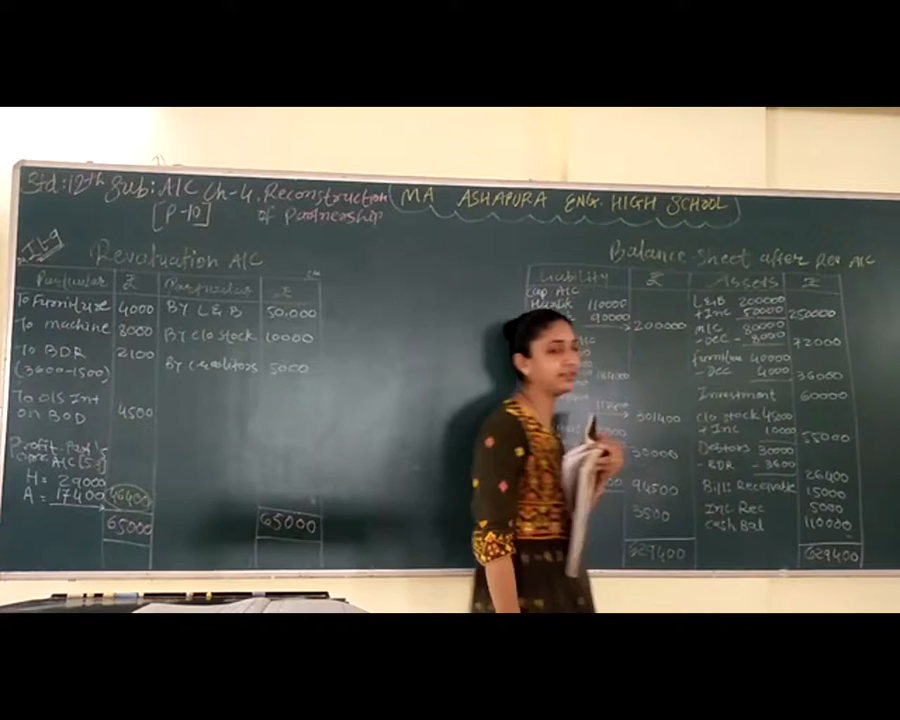 Std: 12th Sub: A/C Ch-4. Reconstruction
[P-10] of Partnership
MA ASHAPURA ENG. HIGH SCHOOL
Revaluation A/C
Particular ₹ Particulars ₹
To Furniture 4000 By L & B 50,000
To machine 8000 By clo stock 10000
To BDR 2100 By creditors 5000
(3600-1500)
To O/S Int
on BOD 4500
Profit
H = 29000
A = 17400 46400
65000 65000
Balance sheet after Rev A/C
Liability ₹ Assets ₹
Cap A/C
110000
90000 200000
184000
117400 301400
30000
94500
3500
629400
L & B 200000
+ Inc 50000 250000
M/C 80000
- Dec - 8000 72000
furniture 40000
- Dec 4000 36000
Investment 60000
clo stock 45000
+ Inc 10000 55000
Debtors 30000
- BDR - 3600 26400
Bills Receivable 15000
Inc Rec 5000
cash Bal 110000
629400